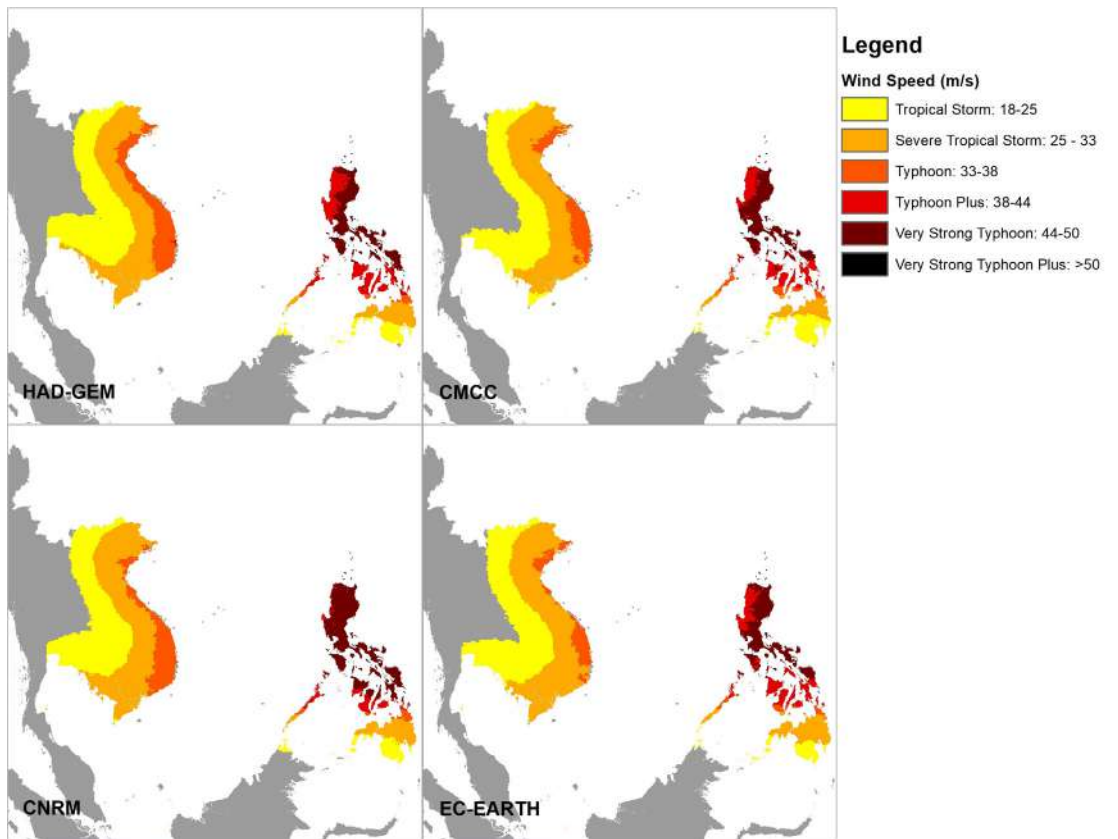 Legend
Wind Speed (m/s)
Tropical Storm: 18-25
Severe Tropical Storm: 25 - 33
Typhoon: 33-38
Typhoon Plus: 38-44
Very Strong Typhoon: 44-50
Very Strong Typhoon Plus: >50
HAD-GEM
CMCC
CNRM
EC-EARTH